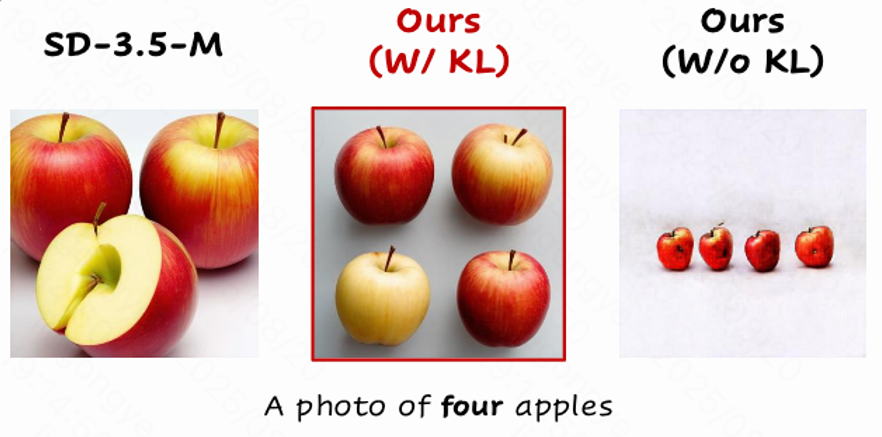 SD-3.5-M
Ours
(W/ KL)
Ours
(W/o KL)
A photo of four apples